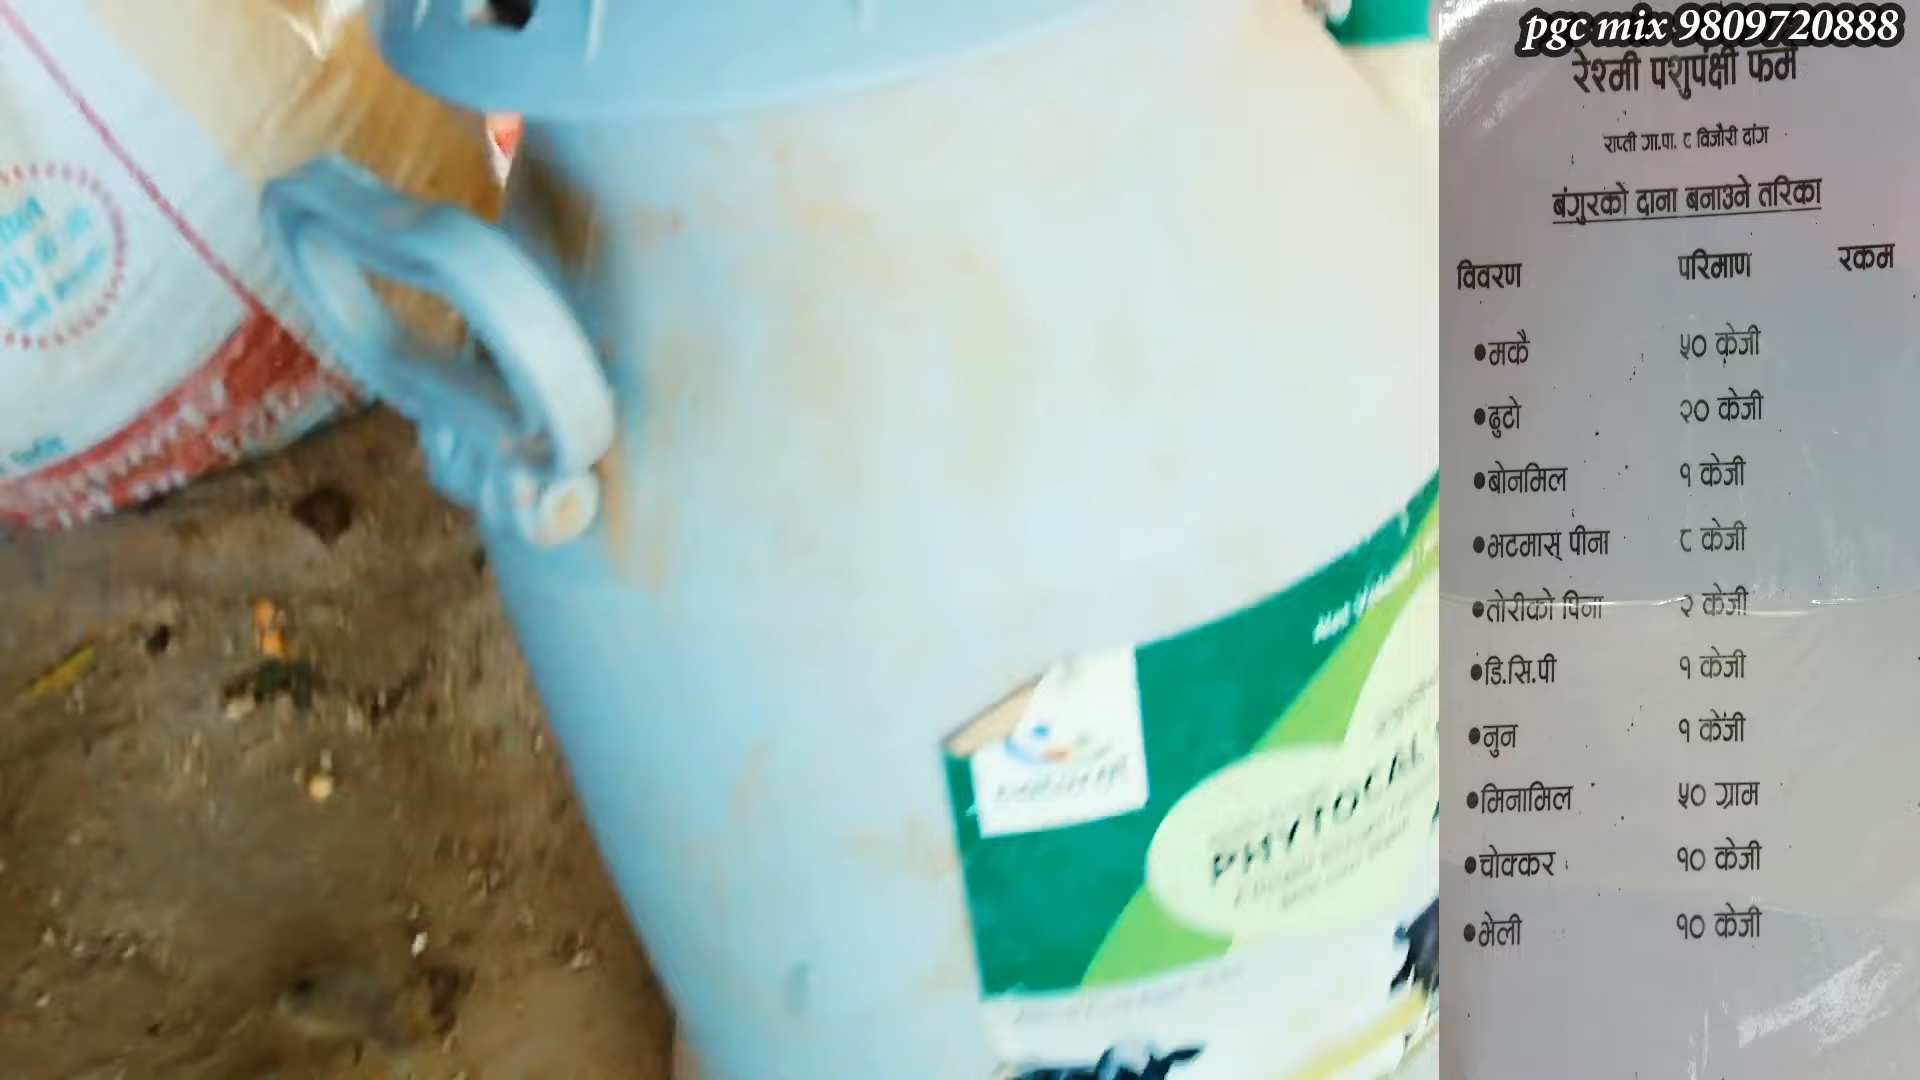 pgc mix 9809720888
रेश्मी पशुपंक्षी फर्म
राप्ती गा.पा. ८ विजौरी दांग
बंगुरको दाना बनाउने तरिका
विवरण परिमाण रकम
•मकै ५० केजी
•ढुटो २० केजी
•बोनमिल १ केजी
•भटमास् पीना ८ केजी
•तोरीको पिना २ केजी
•डि.सि.पी १ केजी
•नुन १ केजी
•मिनामिल ५० ग्राम
•चोक्कर १० केजी
•भेली १० केजी
PHYTOCAL